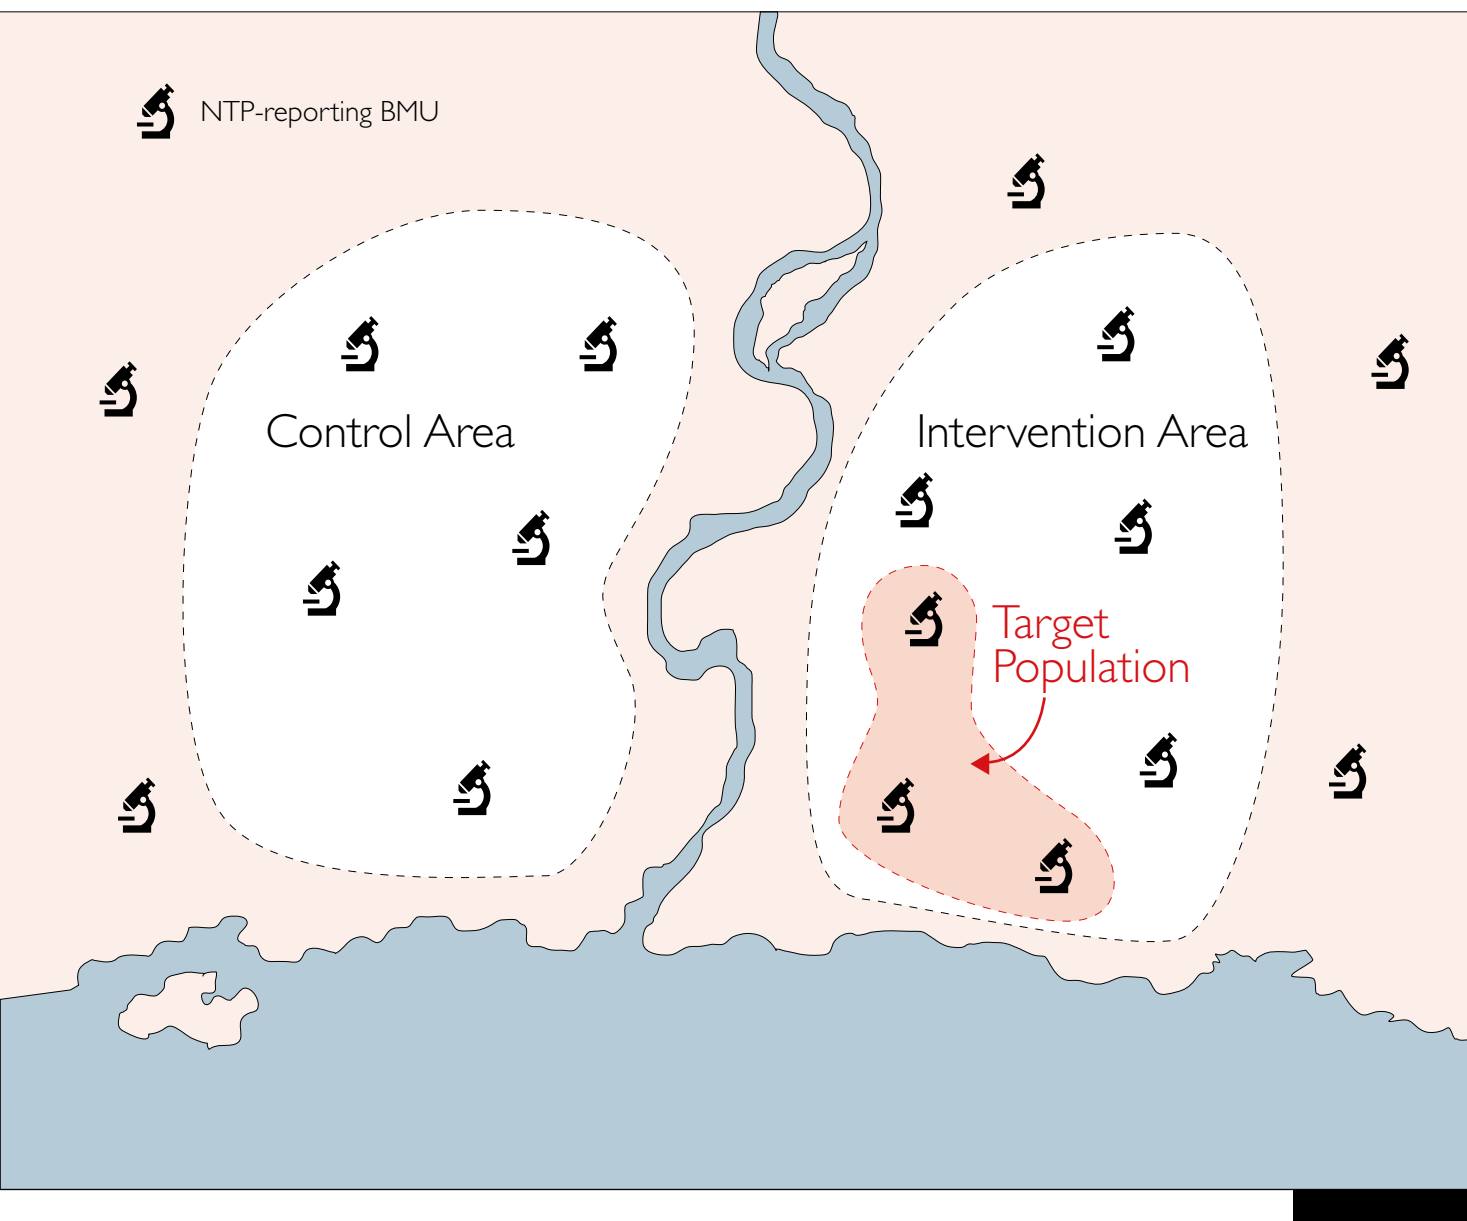 NTP-reporting BMU
Control Area
Intervention Area
Target
Population